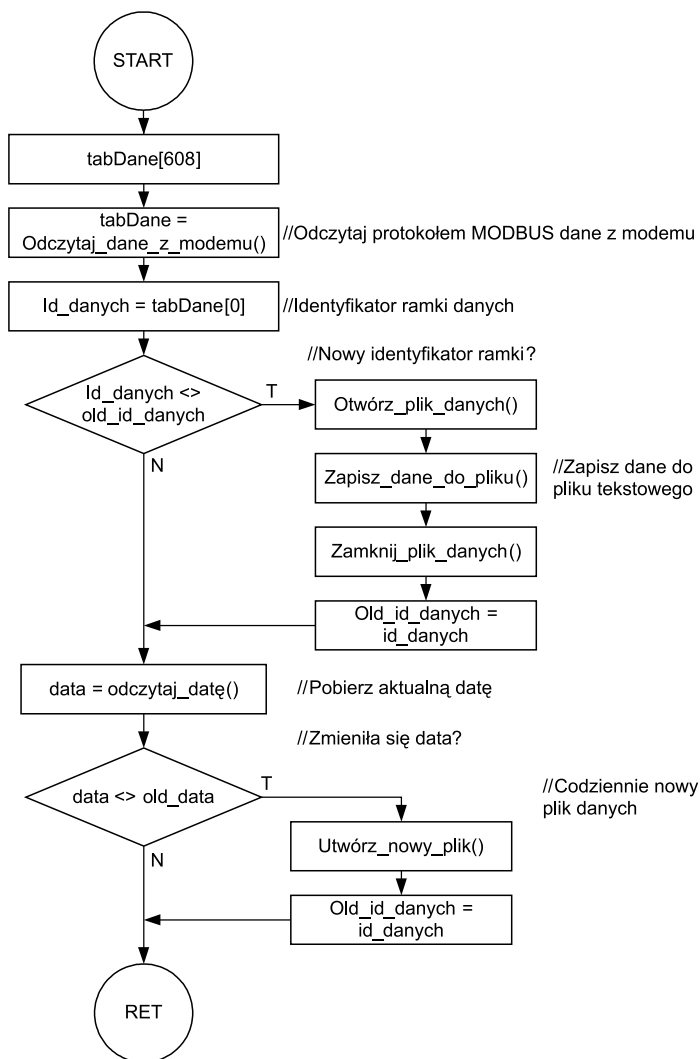 START
tabDane[608]
tabDane =
Odczytaj_dane_z_modemu()
//Odczytaj protokołem MODBUS dane z modemu
Id_danych = tabDane[0]
//Identyfikator ramki danych
//Nowy identyfikator ramki?
Id_danych <>
old_id_danych
T
N
Otwórz_plik_danych()
Zapisz_dane_do_pliku()
//Zapisz dane do
pliku tekstowego
Zamknij_plik_danych()
Old_id_danych =
id_danych
data = odczytaj_datę()
//Pobierz aktualną datę
//Zmieniła się data?
data <> old_data
T
N
//Codziennie nowy
plik danych
Utwórz_nowy_plik()
Old_id_danych =
id_danych
RET